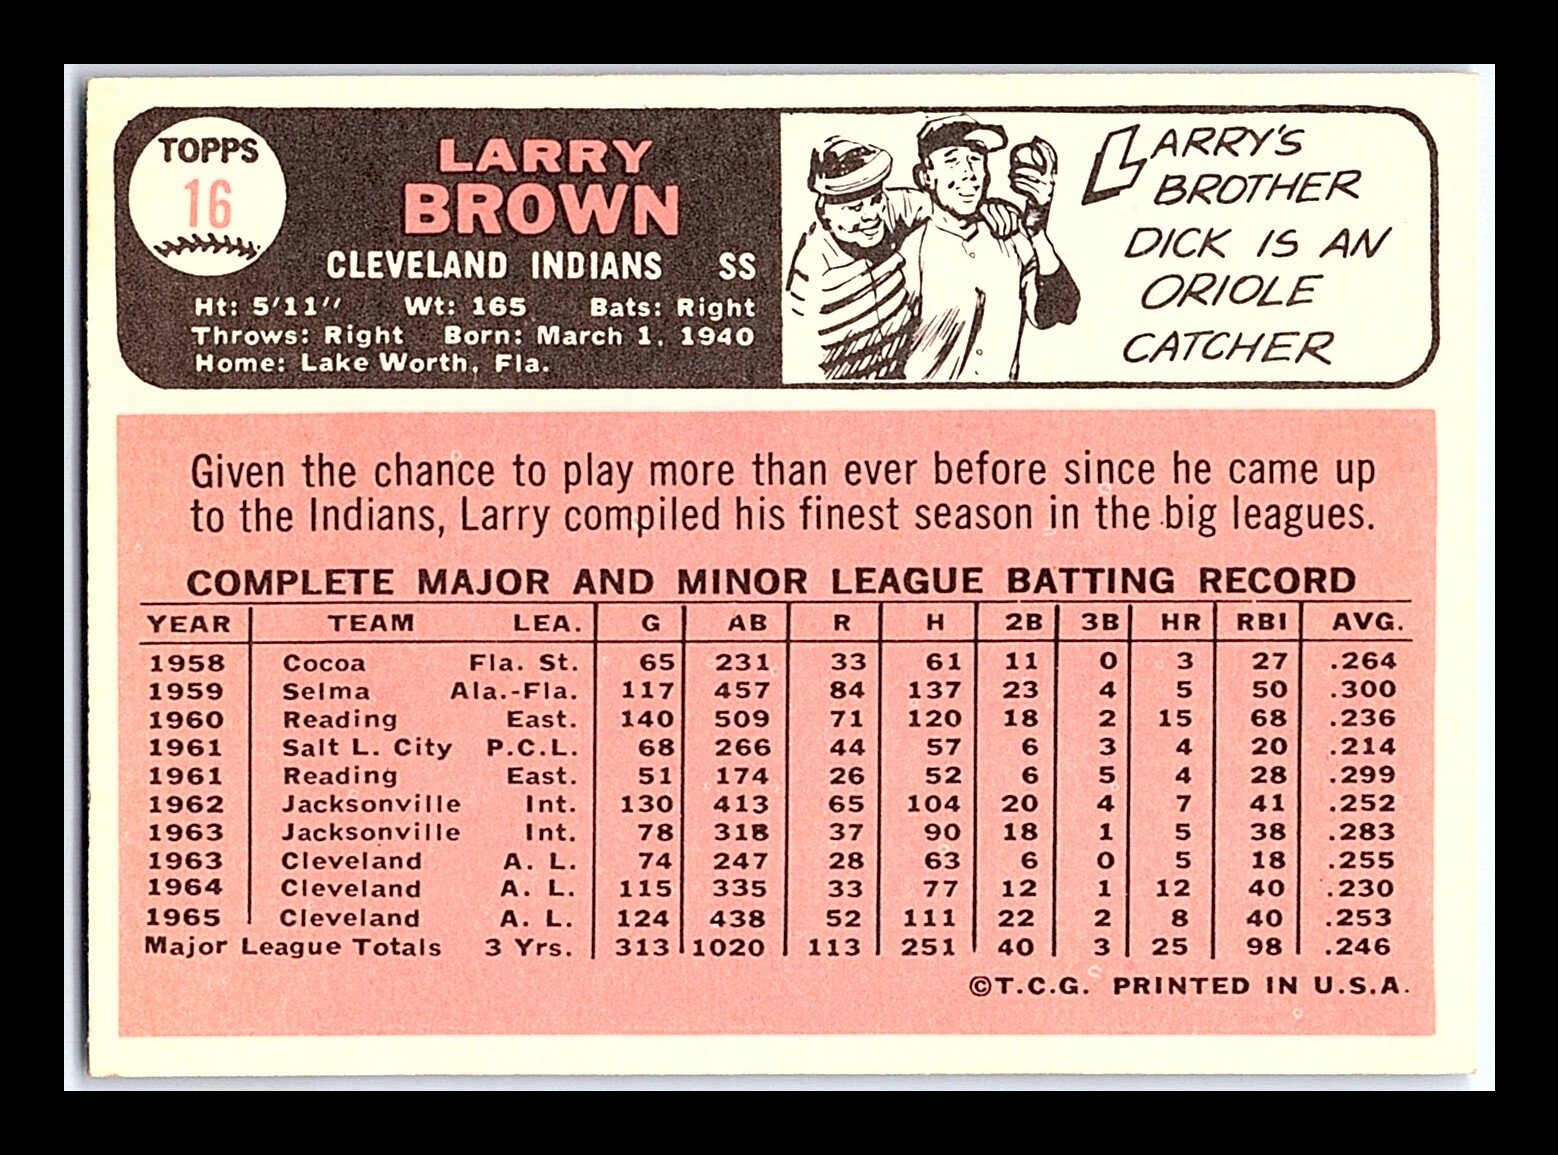 TOPPS
16
LARRY
BROWN
CLEVELAND INDIANS SS
Ht: 5'11'' Wt: 165 Bats: Right
Throws: Right Born: March 1, 1940
Home: Lake Worth, Fla.
LARRY'S
BROTHER
DICK IS AN
ORIOLE
CATCHER
Given the chance to play more than ever before since he came up
to the Indians, Larry compiled his finest season in the big leagues.
COMPLETE MAJOR AND MINOR LEAGUE BATTING RECORD
YEAR TEAM LEA. G AB R H 2B 3B HR RBI AVG.
1958 Cocoa Fla. St. 65 231 33 61 11 0 3 27 .264
1959 Selma Ala.-Fla. 117 457 84 137 23 4 5 50 .300
1960 Reading East. 140 509 71 120 18 2 15 68 .236
1961 Salt L. City P.C.L. 68 266 44 57 6 3 4 20 .214
1961 Reading East. 51 174 26 52 6 5 4 28 .299
1962 Jacksonville Int. 130 413 65 104 20 4 7 41 .252
1963 Jacksonville Int. 78 318 37 90 18 1 5 38 .283
1963 Cleveland A. L. 74 247 28 63 6 0 5 18 .255
1964 Cleveland A. L. 115 335 33 77 12 1 12 40 .230
1965 Cleveland A. L. 124 438 52 111 22 2 8 40 .253
Major League Totals 3 Yrs. 313 1020 113 251 40 3 25 98 .246
©T.C.G. PRINTED IN U.S.A.